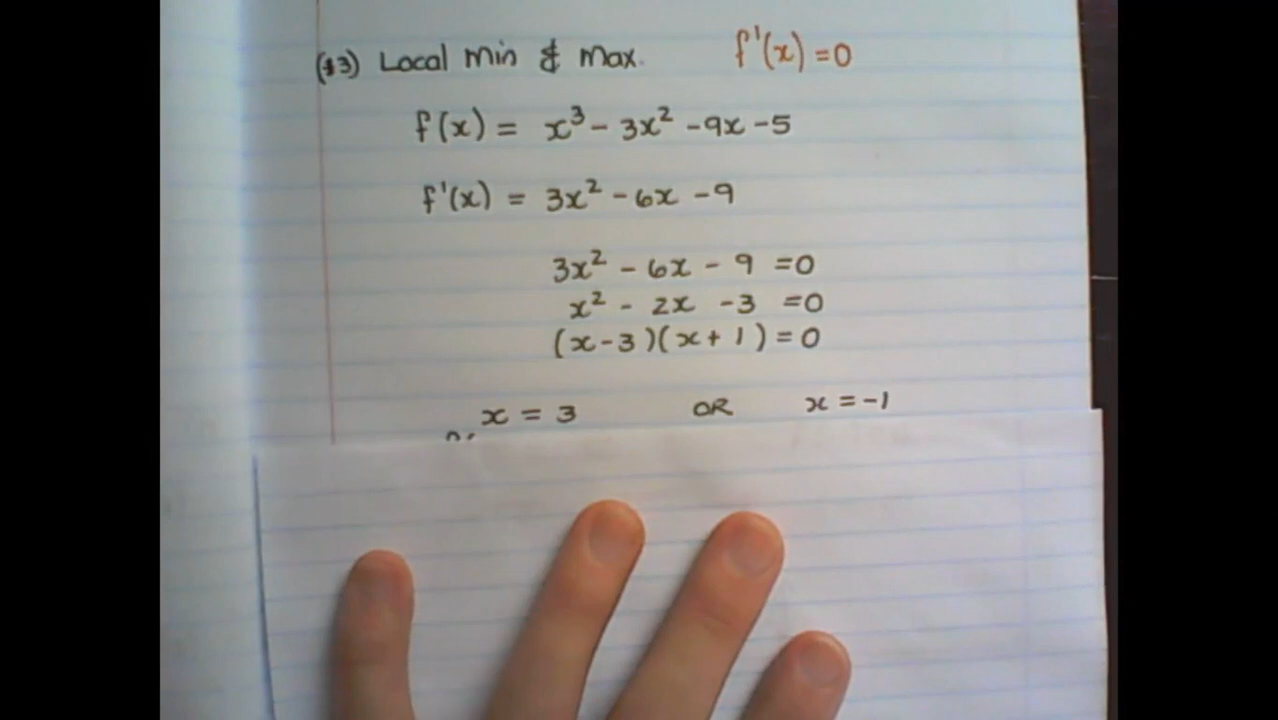 (13) Local Min & Max. f'(x) = 0
f(x) = x³ - 3x² - 9x - 5
f'(x) = 3x² - 6x - 9
3x² - 6x - 9 = 0
x² - 2x - 3 = 0
(x - 3)(x + 1) = 0
x = 3 OR x = -1